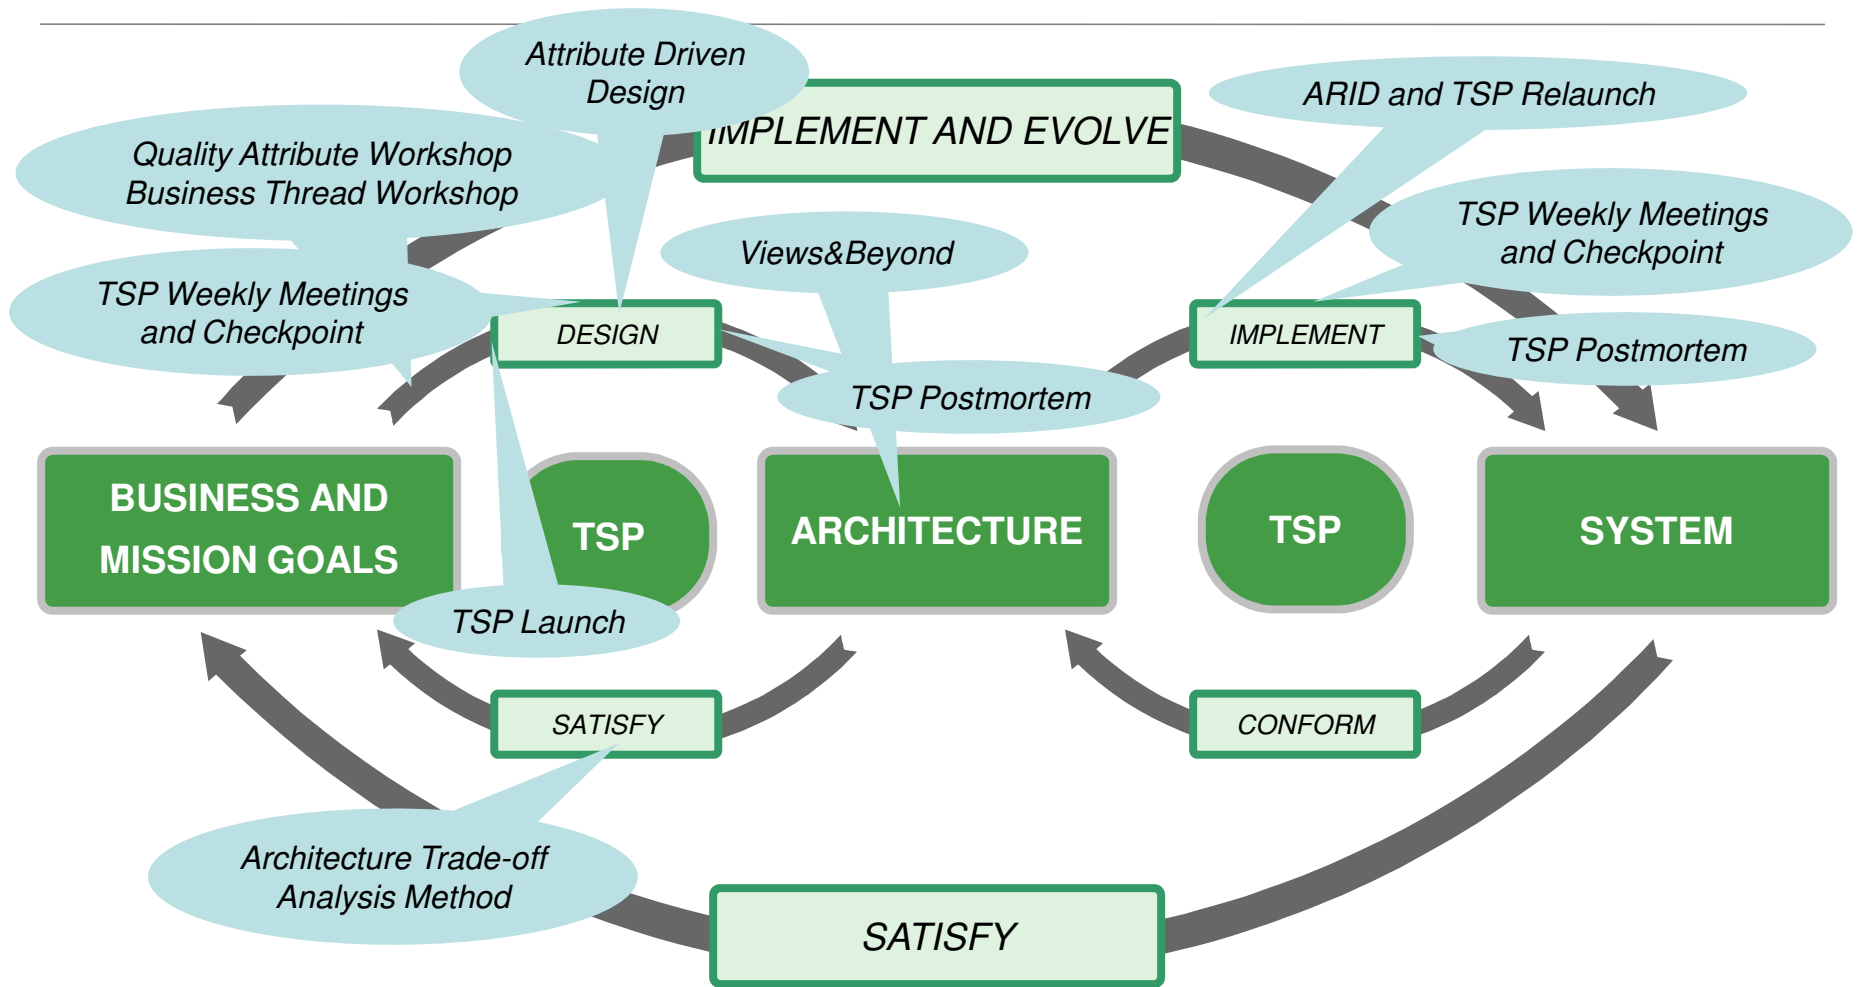 Attribute Driven
Design
IMPLEMENT AND EVOLVE
ARID and TSP Relaunch
Quality Attribute Workshop
Business Thread Workshop
TSP Weekly Meetings
and Checkpoint
Views&Beyond
TSP Weekly Meetings
and Checkpoint
DESIGN
IMPLEMENT
TSP Postmortem
TSP Postmortem
BUSINESS AND
MISSION GOALS
TSP
ARCHITECTURE
TSP
SYSTEM
TSP Launch
SATISFY
CONFORM
Architecture Trade-off
Analysis Method
SATISFY